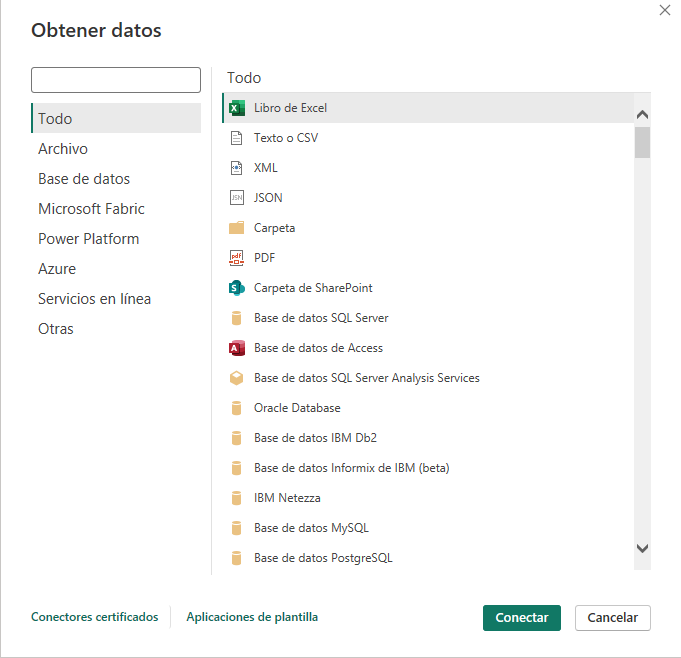 Obtener datos
Todo
Archivo
Base de datos
Microsoft Fabric
Power Platform
Azure
Servicios en línea
Otras
Todo
Libro de Excel
Texto o CSV
XML
JSON
Carpeta
PDF
Carpeta de SharePoint
Base de datos SQL Server
Base de datos de Access
Base de datos SQL Server Analysis Services
Oracle Database
Base de datos IBM Db2
Base de datos Informix de IBM (beta)
IBM Netezza
Base de datos MySQL
Base de datos PostgreSQL
Conectores certificados
Aplicaciones de plantilla
Conectar
Cancelar